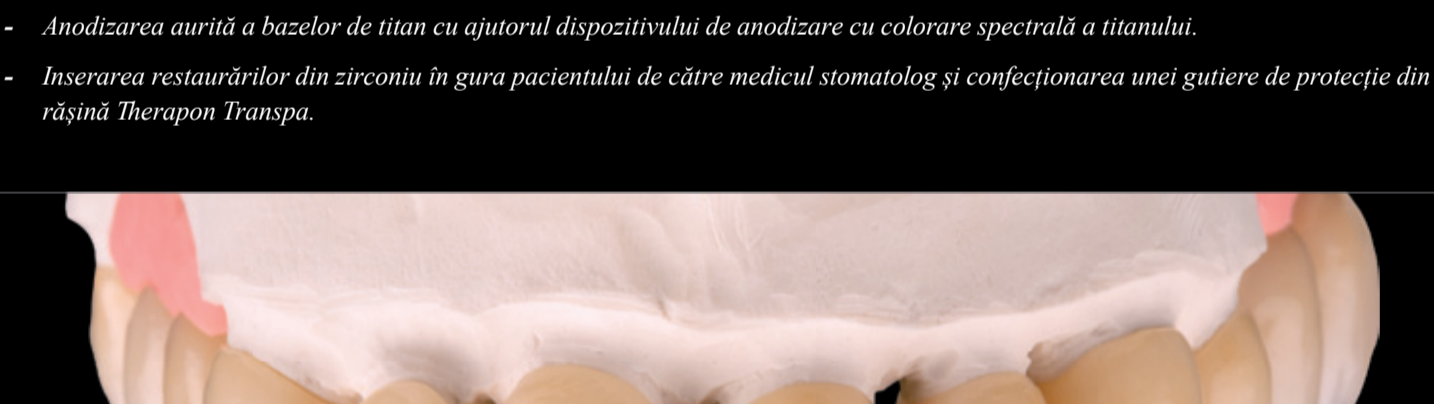 - Anodizarea aurită a bazelor de titan cu ajutorul dispozitivului de anodizare cu colorare spectrală a titanului.
- Inserarea restaurărilor din zirconiu în gura pacientului de către medicul stomatolog și confecționarea unei gutiere de protecție din
rășină Therapon Transpa.